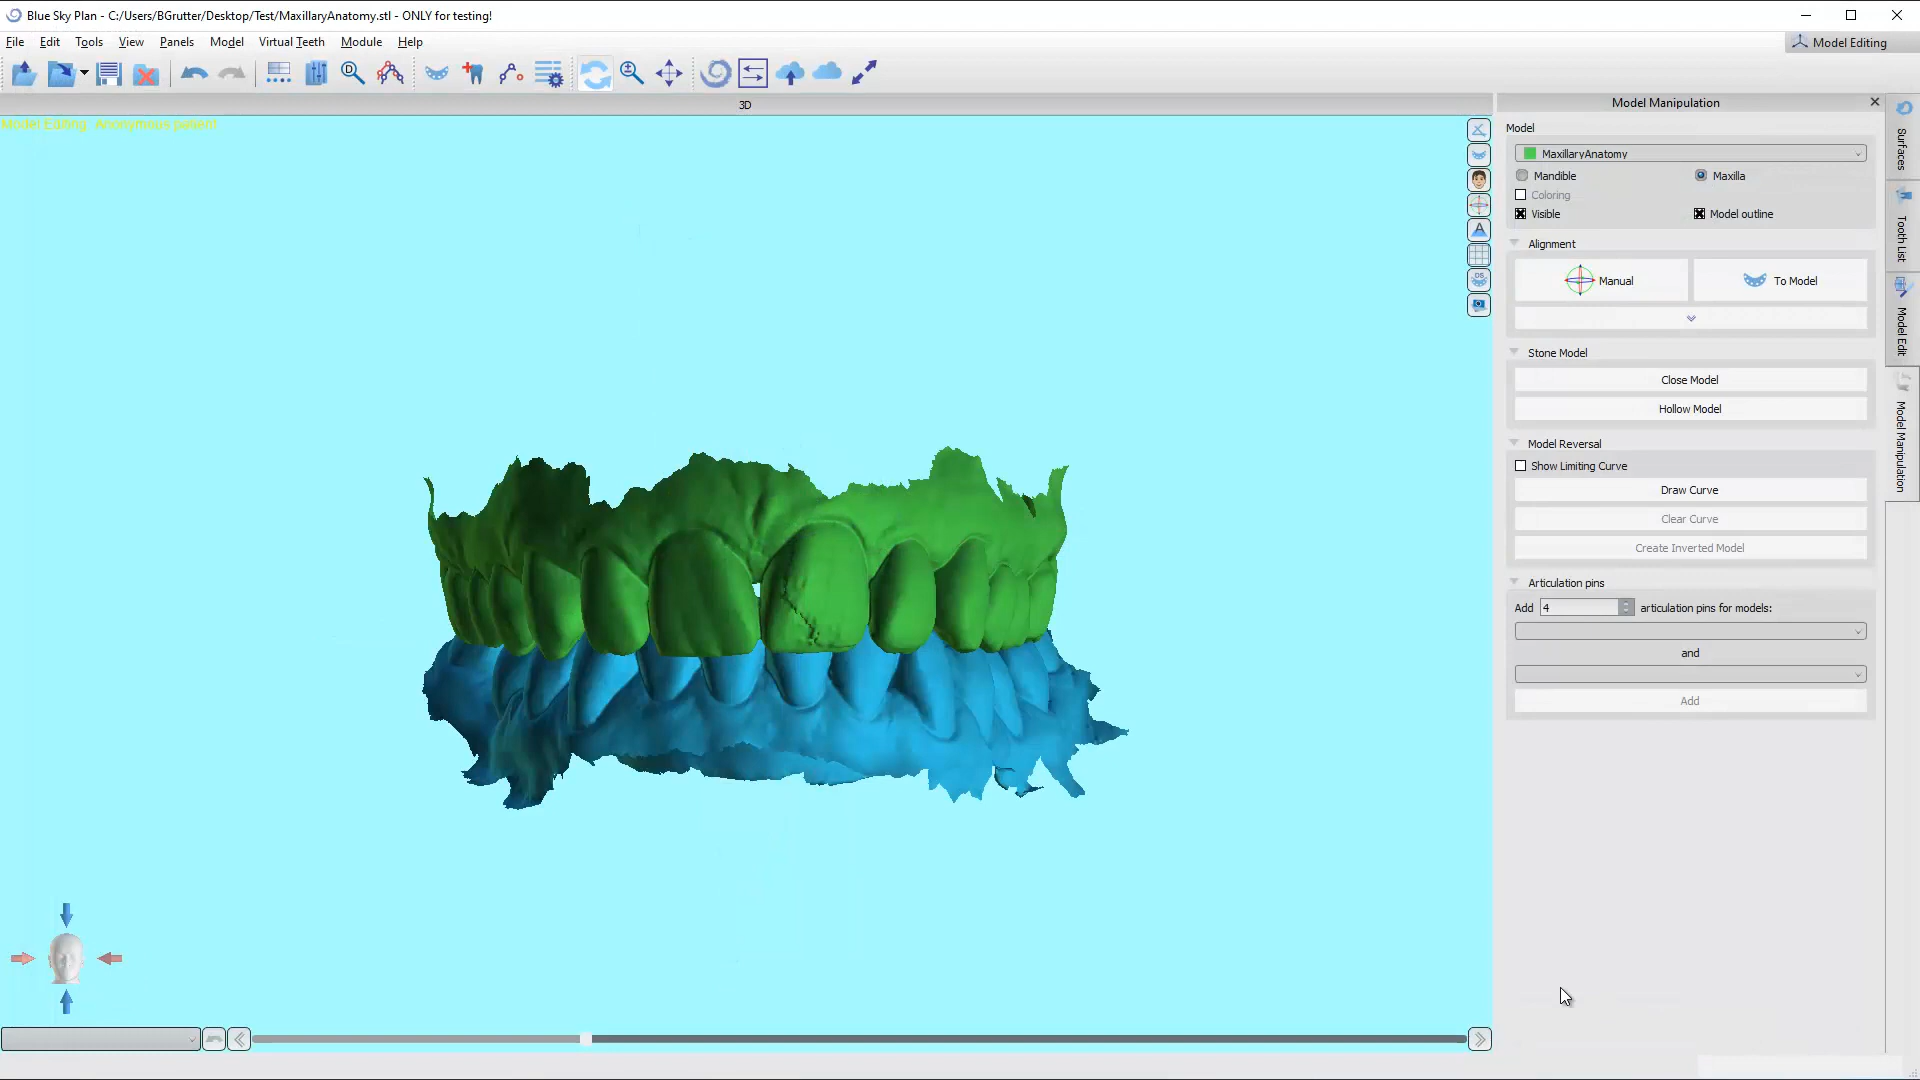 Blue Sky Plan - C:/Users/BGrutter/Desktop/Test/MaxillaryAnatomy.stl - ONLY for testing!
File Edit Tools View Panels Model Virtual Teeth Module Help
Model Editing
3D
Model Manipulation
Model Editing: Anonymous patient
Model
MaxillaryAnatomy
Mandible Maxilla
Coloring
Visible Model outline
Alignment
Manual To Model
Stone Model
Close Model
Hollow Model
Model Reversal
Show Limiting Curve
Draw Curve
Clear Curve
Create Inverted Model
Articulation pins
Add 4 articulation pins for models:
and
Add
Surfaces
Tooth List
Model Edit
Model Manipulation